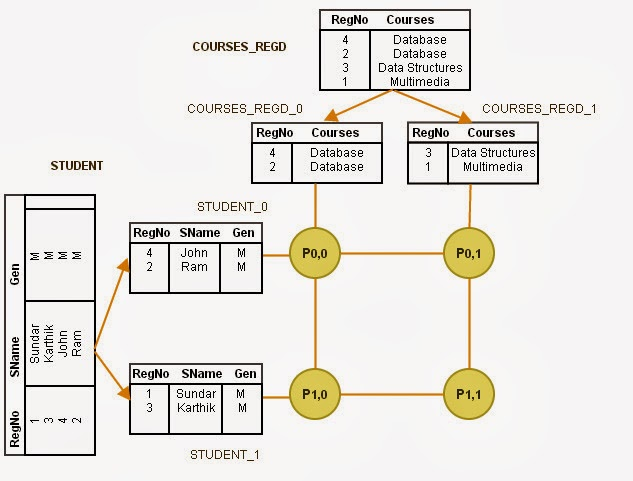 COURSES_REGD
RegNo Courses
4 Database
2 Database
3 Data Structures
1 Multimedia
COURSES_REGD_0
RegNo Courses
4 Database
2 Database
COURSES_REGD_1
RegNo Courses
3 Data Structures
1 Multimedia
STUDENT
RegNo SName Gen
1 Sundar M
3 Karthik M
4 John M
2 Ram M
STUDENT_0
RegNo SName Gen
4 John M
2 Ram M
P0,0
P0,1
RegNo SName Gen
1 Sundar M
3 Karthik M
STUDENT_1
P1,0
P1,1